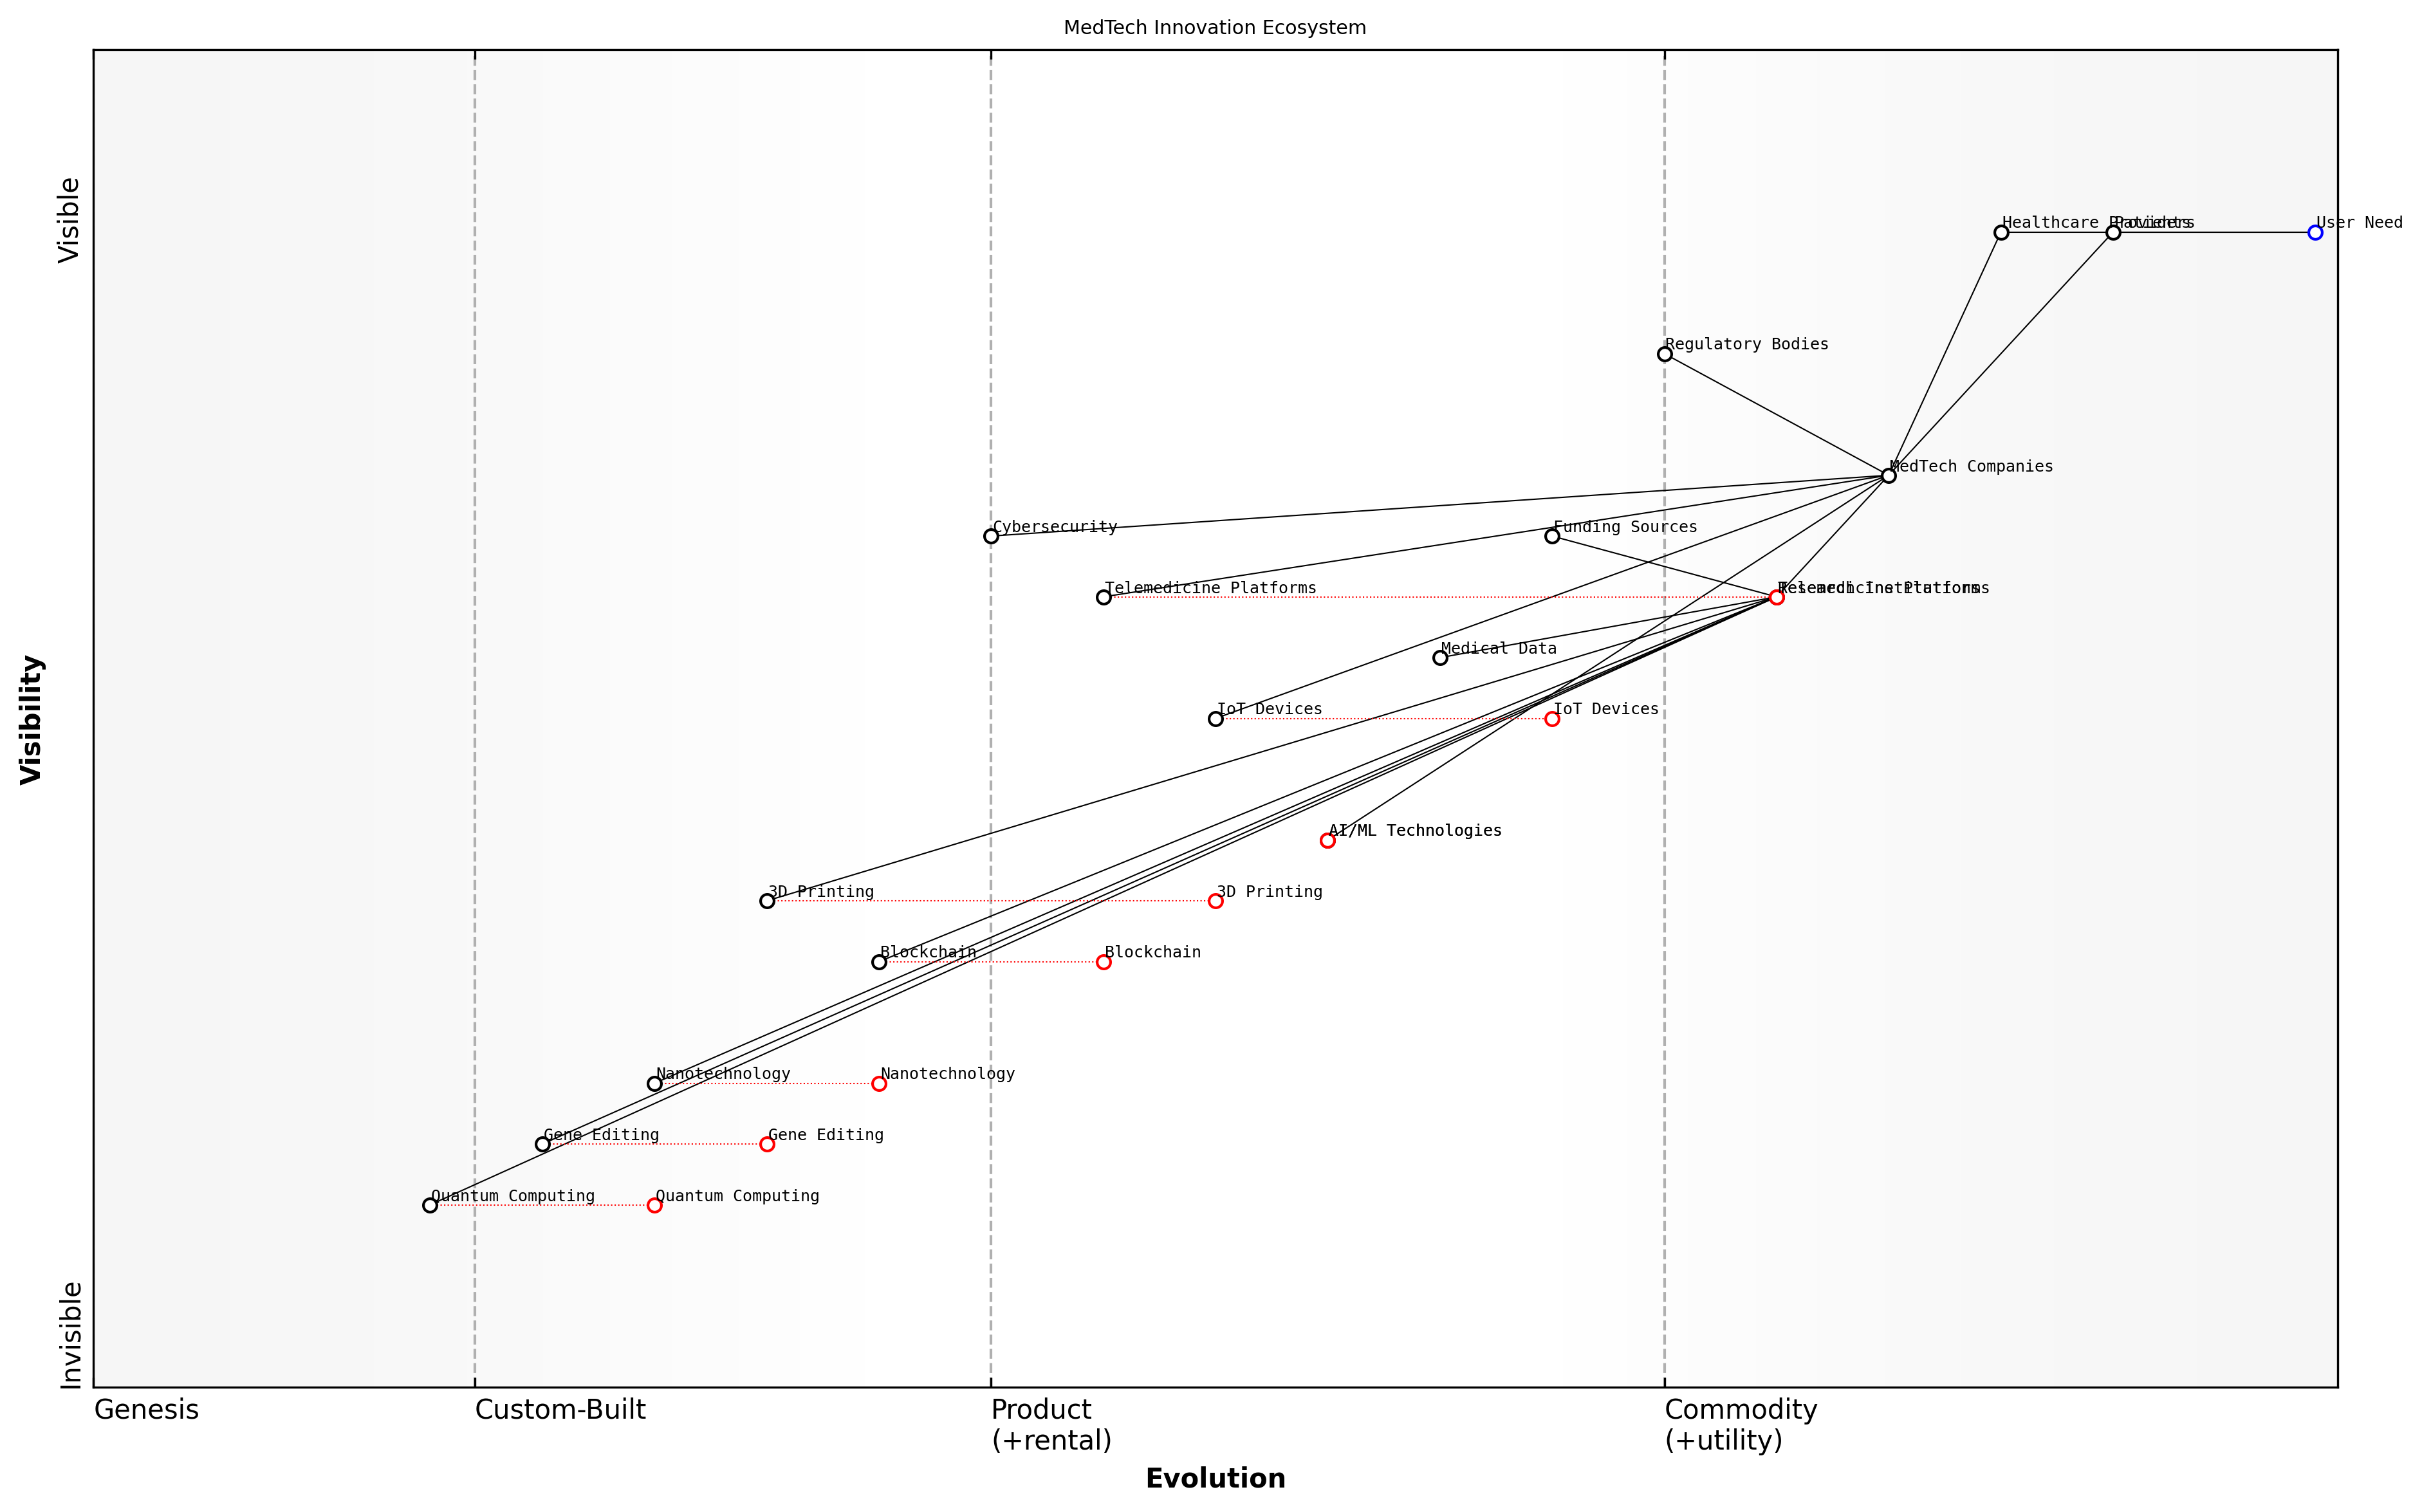 MedTech Innovation Ecosystem
Visible
Healthcare Providers
Patients
User Need
Regulatory Bodies
MedTech Companies
Cybersecurity
Funding Sources
Telemedicine Platforms
Research Institutions
Telemedicine Platforms
Medical Data
Visibility
IoT Devices
IoT Devices
AI/ML Technologies
3D Printing
3D Printing
Blockchain
Blockchain
Nanotechnology
Nanotechnology
Gene Editing
Gene Editing
Quantum Computing
Quantum Computing
Invisible
Genesis
Custom-Built
Product
(+rental)
Commodity
(+utility)
Evolution